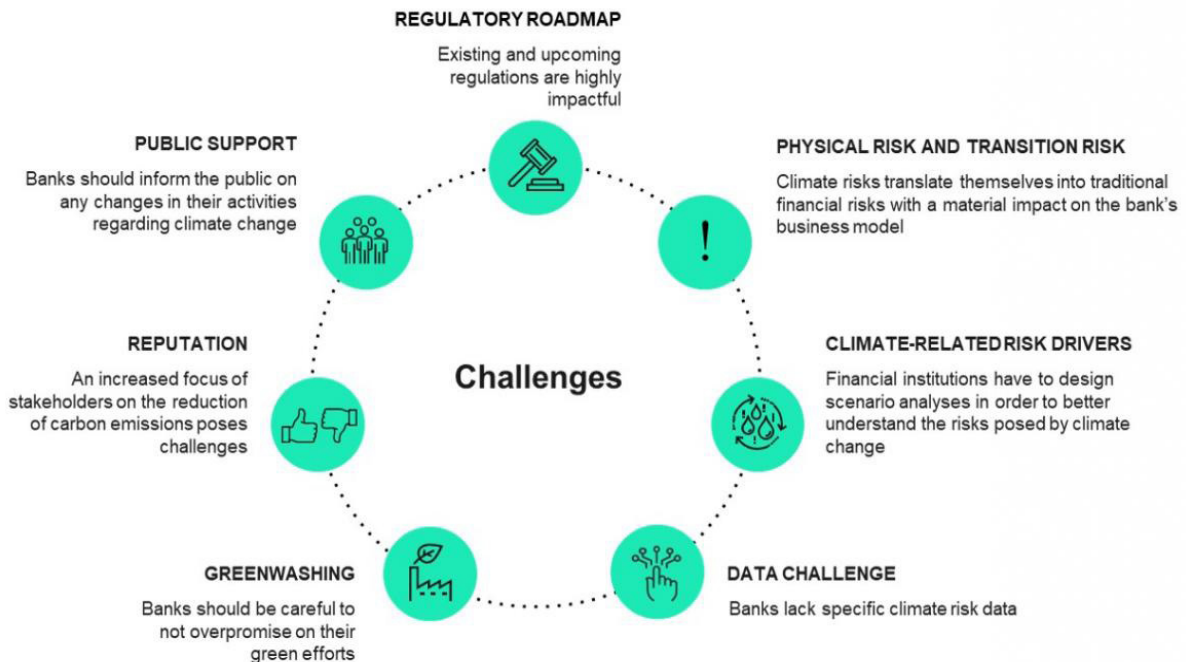 REGULATORY ROADMAP
Existing and upcoming
regulations are highly
impactful
PHYSICAL RISK AND TRANSITION RISK
Climate risks translate themselves into traditional
financial risks with a material impact on the bank's
business model
CLIMATE-RELATED RISK DRIVERS
Financial institutions have to design
scenario analyses in order to better
understand the risks posed by climate
change
DATA CHALLENGE
Banks lack specific climate risk data
GREENWASHING
Banks should be careful to
not overpromise on their
green efforts
REPUTATION
An increased focus of
stakeholders on the reduction
of carbon emissions poses
challenges
PUBLIC SUPPORT
Banks should inform the public on
any changes in their activities
regarding climate change
Challenges
!